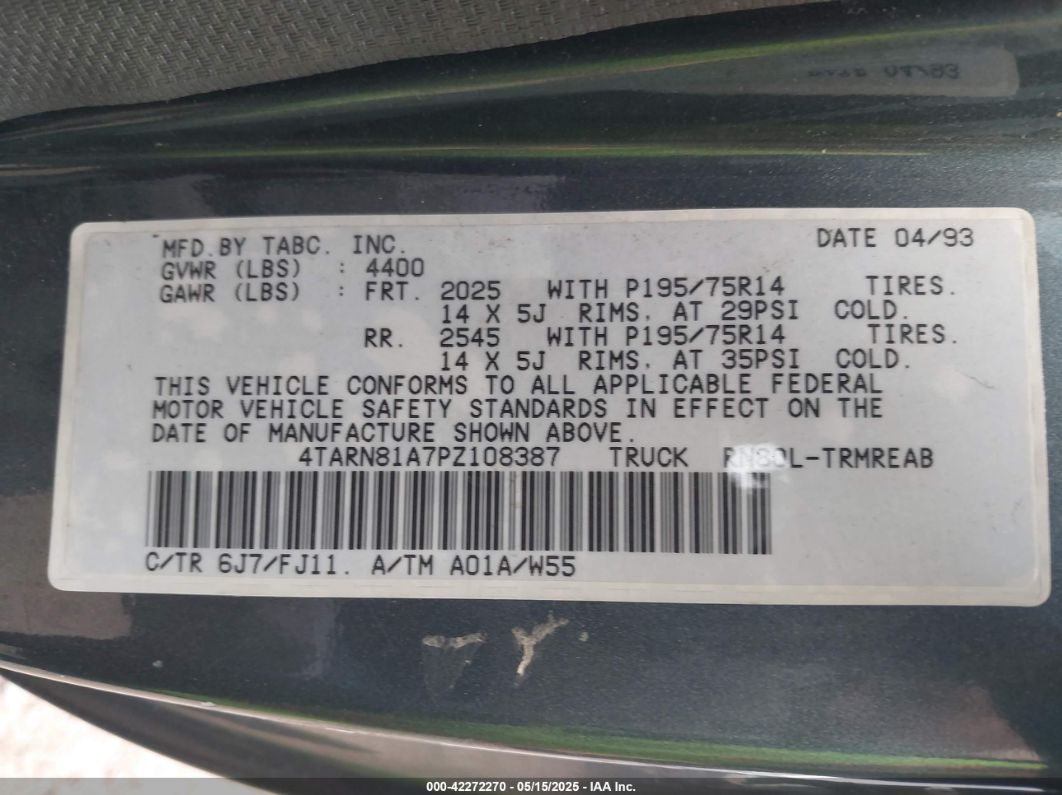 MFD.BY TABC. INC. DATE 04/93
GVWR (LBS) : 4400
GAWR (LBS) : FRT. 2025 WITH P195/75R14 TIRES.
14 X 5J RIMS, AT 29PSI COLD.
RR. 2545 WITH P195/75R14 TIRES.
14 X 5J RIMS, AT 35PSI COLD.
THIS VEHICLE CONFORMS TO ALL APPLICABLE FEDERAL
MOTOR VEHICLE SAFETY STANDARDS IN EFFECT ON THE
DATE OF MANUFACTURE SHOWN ABOVE.
4TARN81A7PZ108387 TRUCK RN80L-TRMREAB
C/TR 6J7/FJ11. A/TM A01A/W55
000-42272270 - 05/15/2025 - IAA Inc.